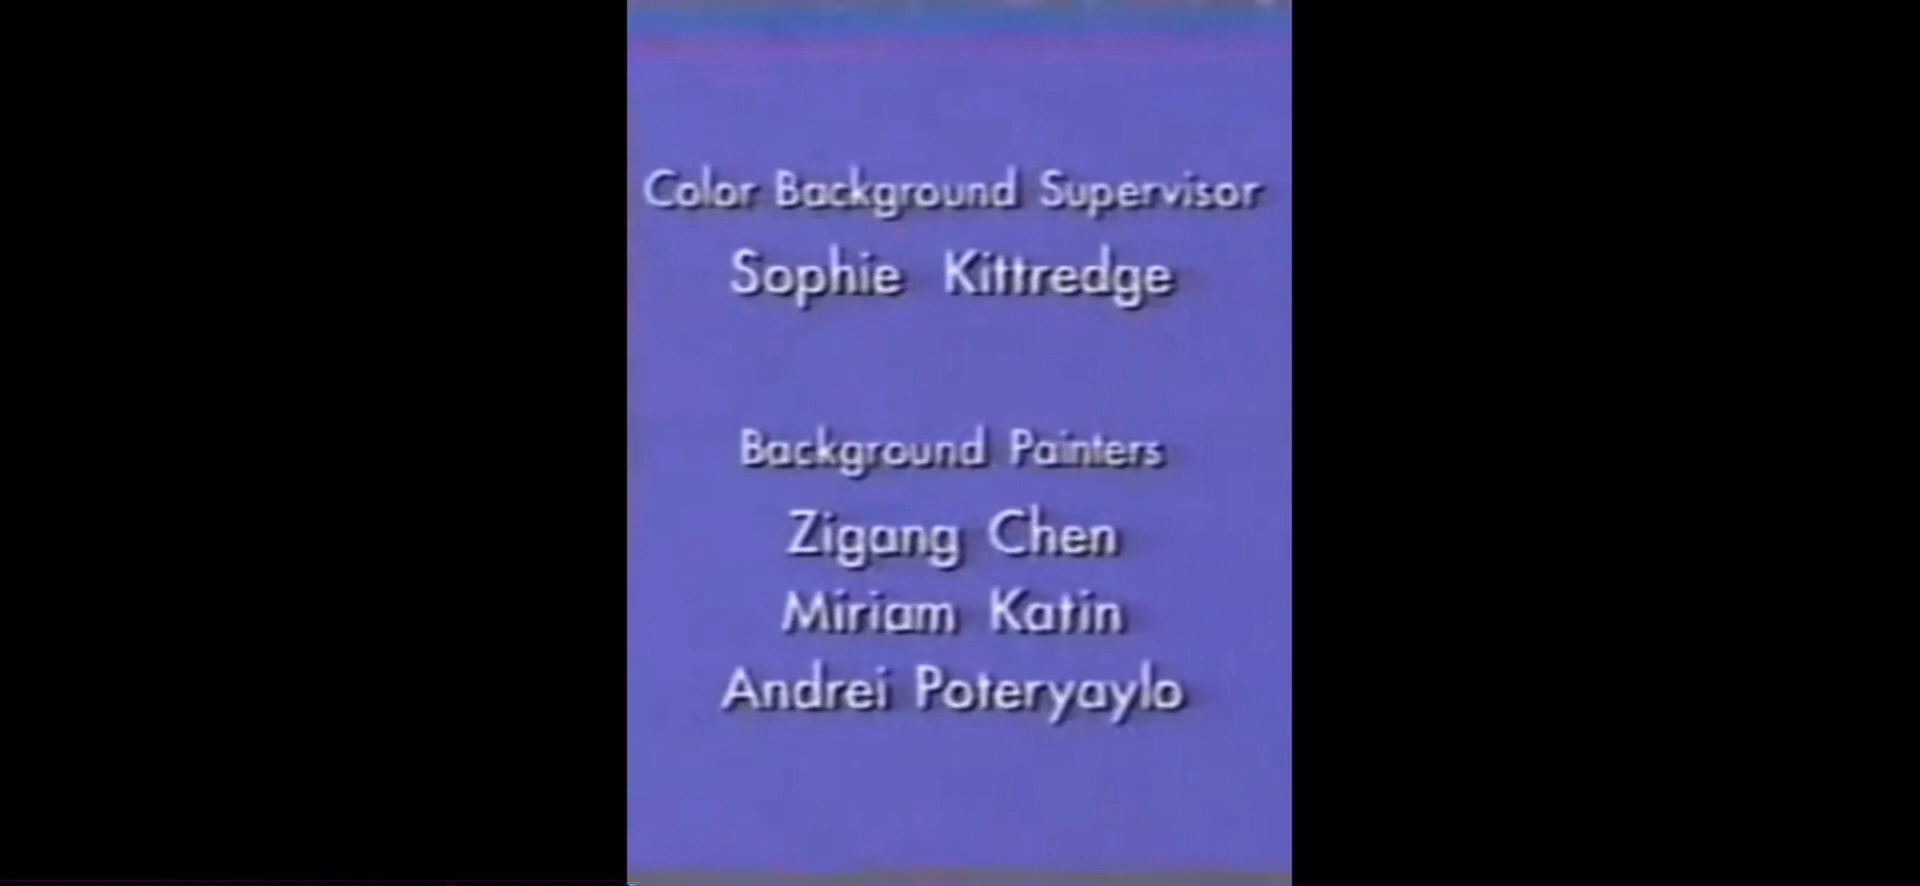 Color Background Supervisor
Sophie Kittredge
Background Painters
Zigang Chen
Miriam Katin
Andrei Poteryaylo